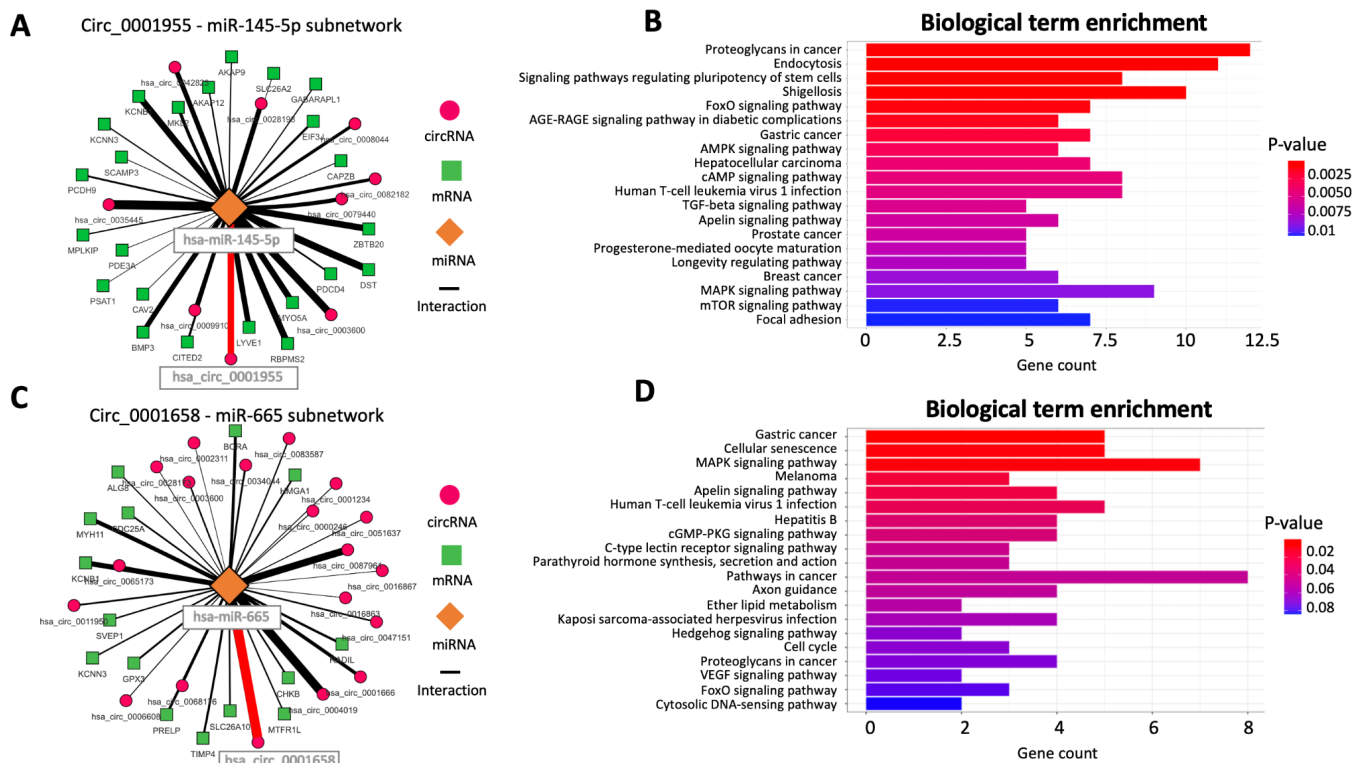 A
Circ_0001955 - miR-145-5p subnetwork
AKAP9
hsa_circ_0042823
SLC26A2
AKAP12
GABARAPL1
MKL2
hsa_circ_0028198
KCNN3
EIF3J
hsa_circ_0008044
SCAMP3
CAPZB
PCDH9
hsa_circ_0082182
hsa_circ_0079440
hsa_circ_0035445
ZBTB20
MPLKIP
hsa-miR-145-5p
PDE3A
DST
PSAT1
PDCD4
CAV2
MYO5A
hsa_circ_0009910
hsa_circ_0003600
BMP3
LYVE1
CITED2
RBPMS2
hsa_circ_0001955
circRNA
mRNA
miRNA
Interaction
B
Biological term enrichment
Proteoglycans in cancer
Endocytosis
Signaling pathways regulating pluripotency of stem cells
Shigellosis
FoxO signaling pathway
AGE-RAGE signaling pathway in diabetic complications
Gastric cancer
AMPK signaling pathway
Hepatocellular carcinoma
cAMP signaling pathway
Human T-cell leukemia virus 1 infection
TGF-beta signaling pathway
Apelin signaling pathway
Prostate cancer
Progesterone-mediated oocyte maturation
Longevity regulating pathway
Breast cancer
MAPK signaling pathway
mTOR signaling pathway
Focal adhesion
0 2.5 5 7.5 10 12.5
Gene count
P-value
0.0025
0.0050
0.0075
0.01
C
Circ_0001658 - miR-665 subnetwork
BORA
hsa_circ_0002311
hsa_circ_0083587
hsa_circ_0034044
ALG8
HMGA1
hsa_circ_0003600
hsa_circ_0001234
CDC25A
hsa_circ_0000246
MYH11
hsa_circ_0051637
hsa_circ_0087961
KCNB1
hsa_circ_0065173
hsa_circ_0016867
hsa_circ_0016863
hsa_circ_0011950
hsa-miR-665
SVEP1
hsa_circ_0047151
KCNN3
RADIL
GPX3
CHKB
hsa_circ_0001666
hsa_circ_0006608
hsa_circ_0004019
PRELP
SLC26A10
MTFR1L
TIMP4
hsa_circ_0001658
circRNA
mRNA
miRNA
Interaction
D
Biological term enrichment
Gastric cancer
Cellular senescence
MAPK signaling pathway
Melanoma
Apelin signaling pathway
Human T-cell leukemia virus 1 infection
Hepatitis B
cGMP-PKG signaling pathway
C-type lectin receptor signaling pathway
Parathyroid hormone synthesis, secretion and action
Pathways in cancer
Axon guidance
Ether lipid metabolism
Kaposi sarcoma-associated herpesvirus infection
Hedgehog signaling pathway
Cell cycle
Proteoglycans in cancer
VEGF signaling pathway
FoxO signaling pathway
Cytosolic DNA-sensing pathway
0 2 4 6 8
Gene count
P-value
0.02
0.04
0.06
0.08